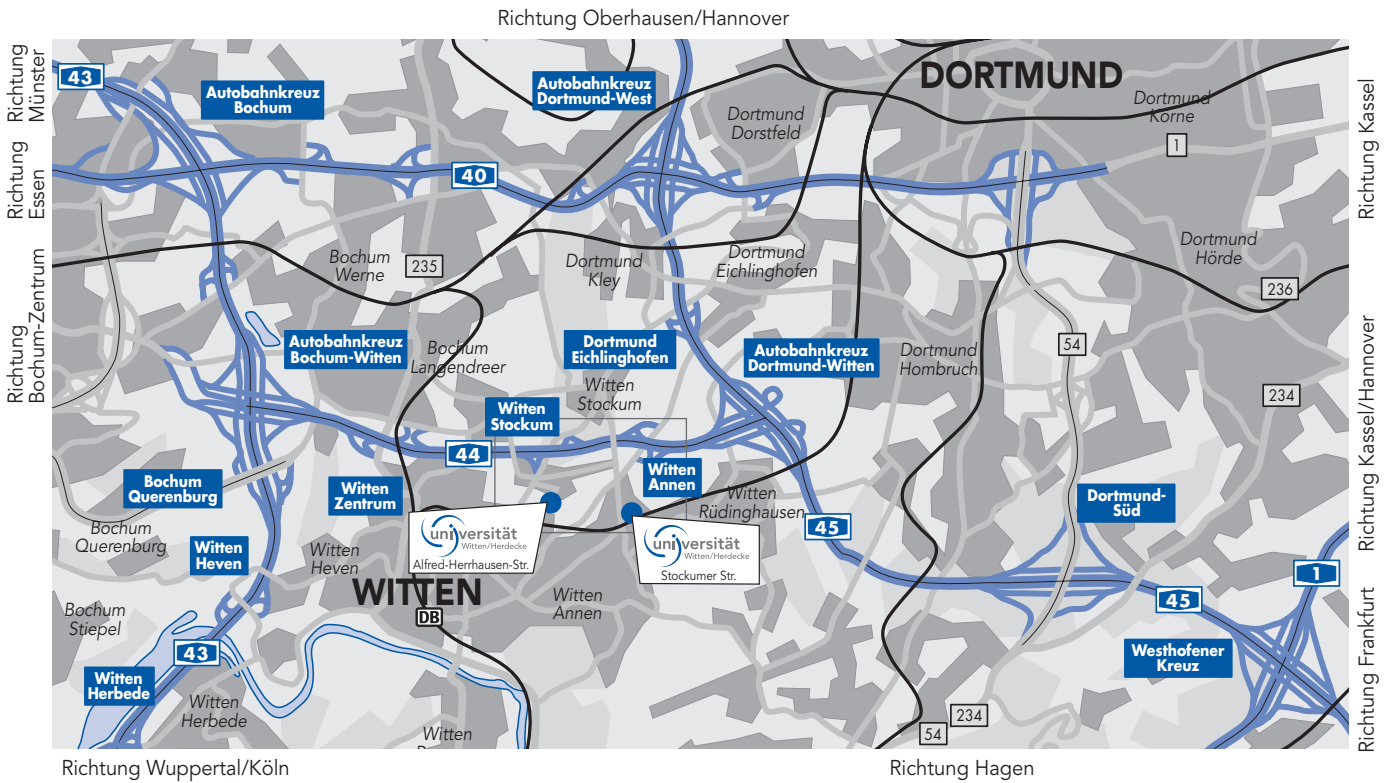 Richtung Oberhausen/Hannover
Richtung
Münster
43
Autobahnkreuz
Bochum
Autobahnkreuz
Dortmund-West
DORTMUND
Dortmund
Dorstfeld
Dortmund
Körne
1
Richtung Kassel
Richtung
Essen
40
Richtung
Bochum-Zentrum
Bochum
Werne
235
Dortmund
Kley
Dortmund
Eichlinghofen
Dortmund
Hörde
236
Autobahnkreuz
Bochum-Witten
Bochum
Langendreer
Dortmund
Eichlinghofen
Autobahnkreuz
Dortmund-Witten
Dortmund
Hombruch
54
234
Richtung Kassel/Hannover
Witten
Stockum
Witten
Stockum
44
Bochum
Querenburg
Witten
Zentrum
Witten
Annen
Witten
Rüdinghausen
Dortmund-
Süd
45
Bochum
Querenburg
Witten
Heven
Witten
Heven
universität
Witten/Herdecke
Alfred-Herrhausen-Str.
universität
Witten/Herdecke
Stockumer Str.
1
WITTEN
DB
Witten
Annen
45
Bochum
Stiepel
43
Witten
Herbede
Witten
Herbede
Westhofener
Kreuz
Richtung Frankfurt
234
54
Witten
Richtung Wuppertal/Köln
Richtung Hagen